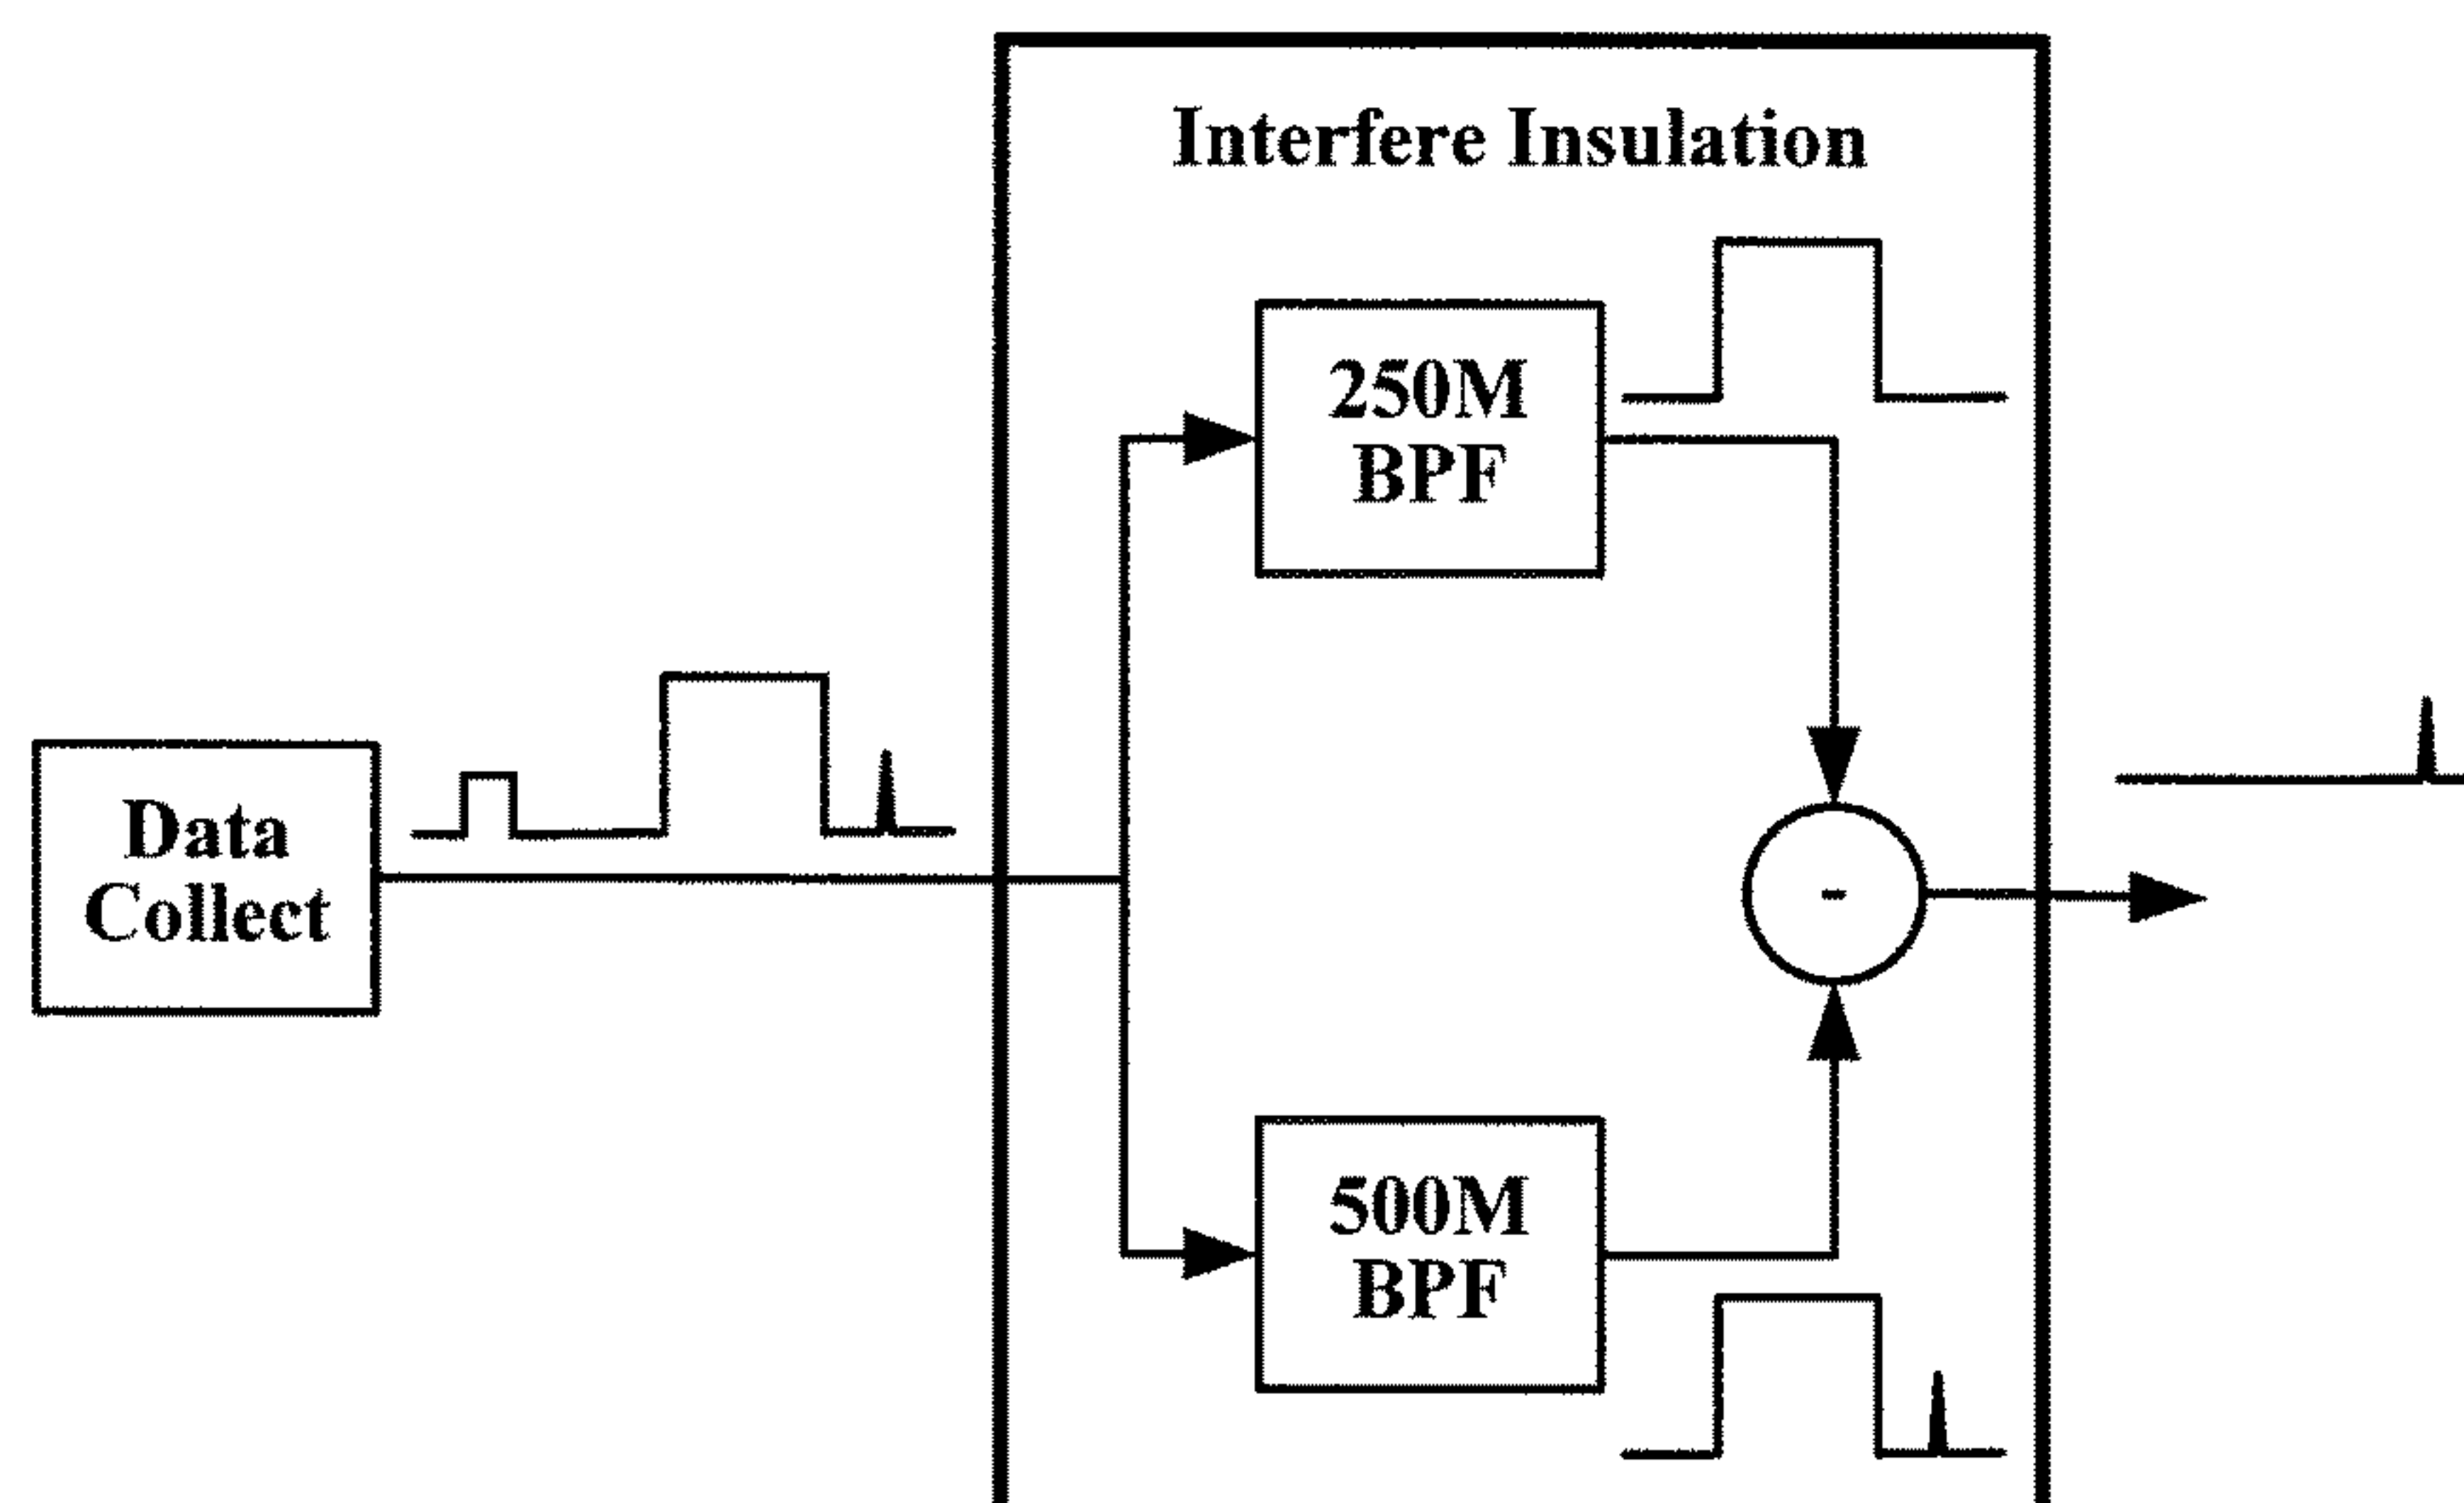 Interfere Insulation
250M
BPF
Data
Collect
-
500M
BPF